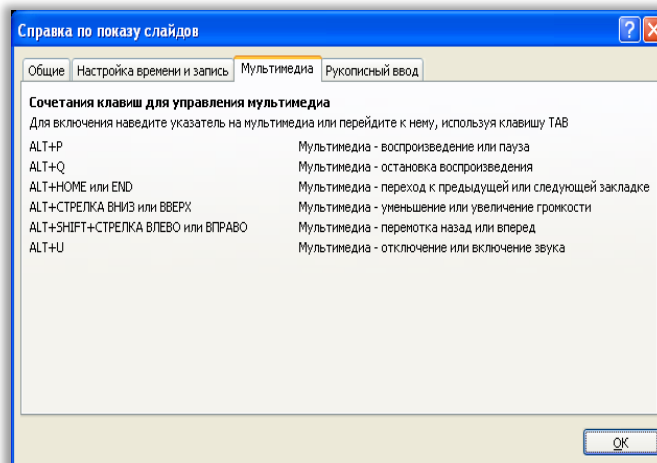 Справка по показу слайдов
Общие Настройка времени и запись Мультимедиа Рукописный ввод
Сочетания клавиш для управления мультимедиа
Для включения наведите указатель на мультимедиа или перейдите к нему, используя клавишу TAB
ALT+P Мультимедиа - воспроизведение или пауза
ALT+Q Мультимедиа - остановка воспроизведения
ALT+HOME или END Мультимедиа - переход к предыдущей или следующей закладке
ALT+СТРЕЛКА ВНИЗ или ВВЕРХ Мультимедиа - уменьшение или увеличение громкости
ALT+SHIFT+СТРЕЛКА ВЛЕВО или ВПРАВО Мультимедиа - перемотка назад или вперед
ALT+U Мультимедиа - отключение или включение звука
OK